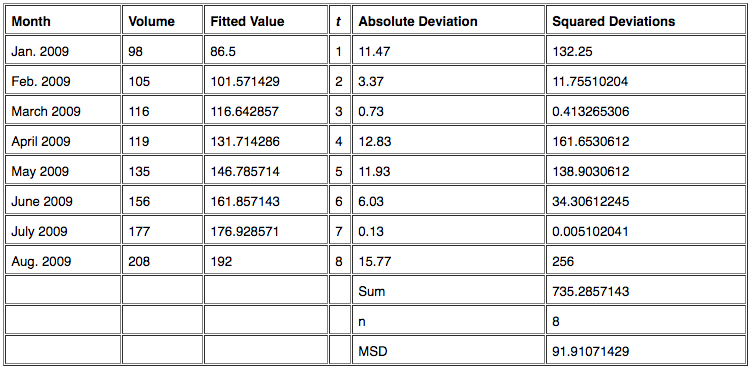 Month Volume Fitted Value t Absolute Deviation Squared Deviations
Jan. 2009 98 86.5 1 11.47 132.25
Feb. 2009 105 101.571429 2 3.37 11.75510204
March 2009 116 116.642857 3 0.73 0.413265306
April 2009 119 131.714286 4 12.83 161.6530612
May 2009 135 146.785714 5 11.93 138.9030612
June 2009 156 161.857143 6 6.03 34.30612245
July 2009 177 176.928571 7 0.13 0.005102041
Aug. 2009 208 192 8 15.77 256
Sum 735.2857143
n 8
MSD 91.91071429